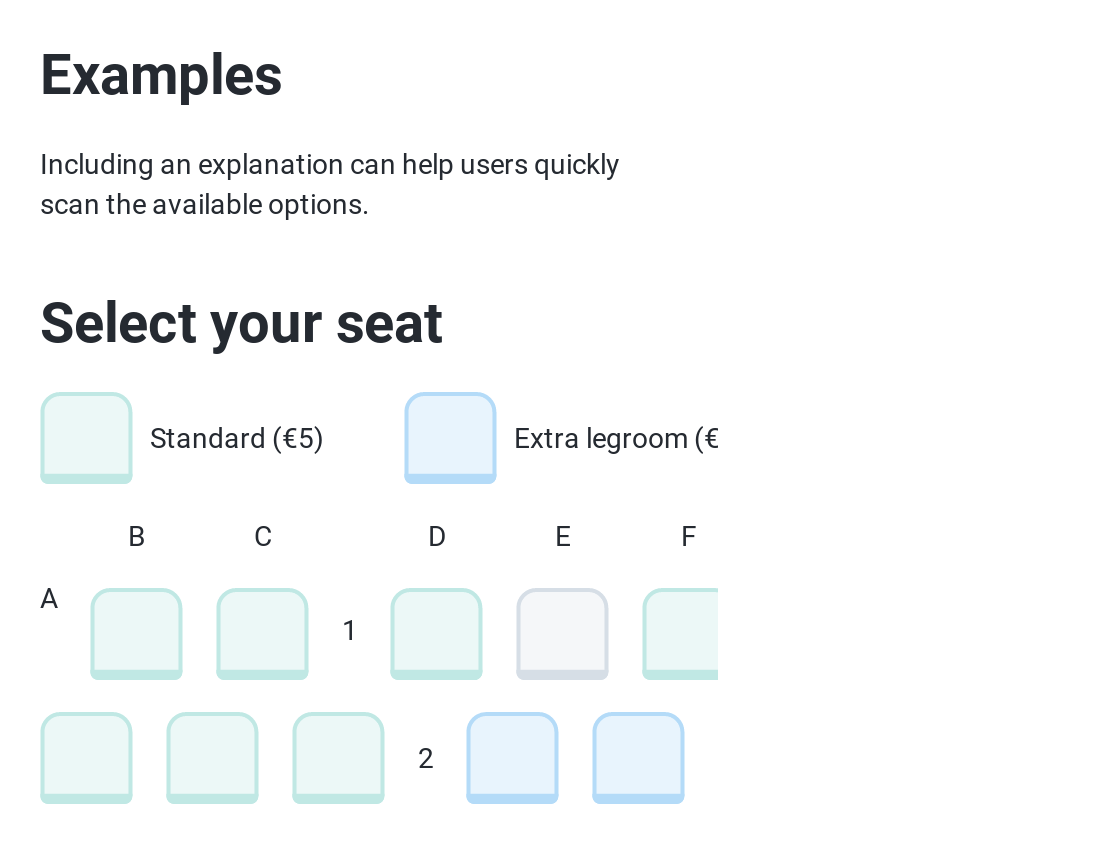 Examples
Including an explanation can help users quickly
scan the available options.
Select your seat
Standard (€5) Extra legroom (€
B C D E F
A 1
2